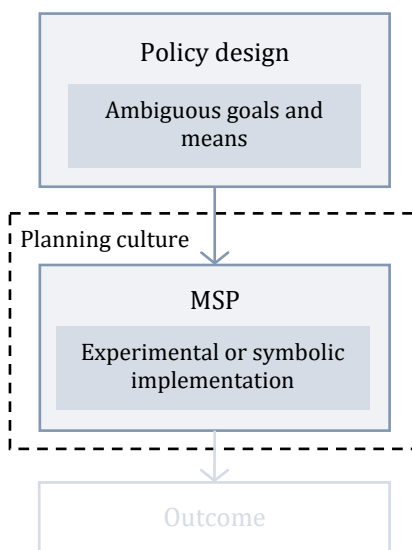 Policy design
Ambiguous goals and
means
Planning culture
MSP
Experimental or symbolic
implementation
Outcome